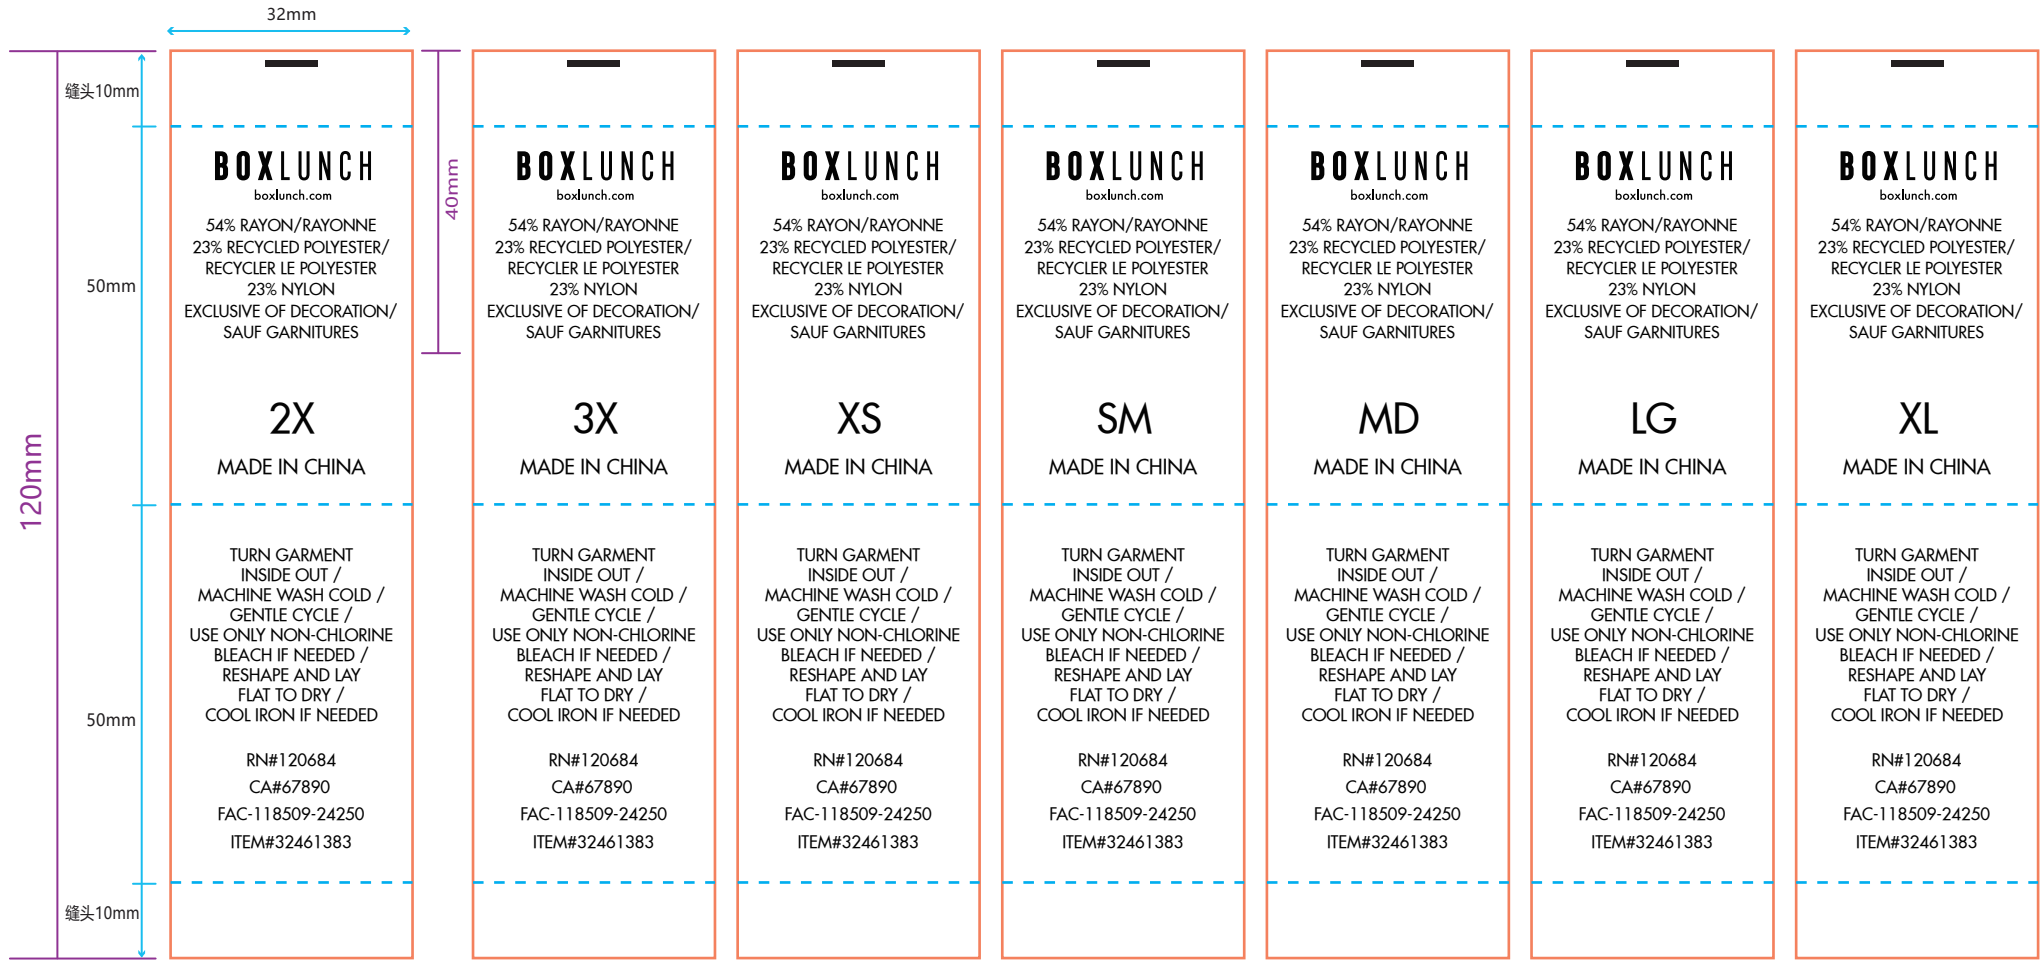 32mm
缝头10mm
50mm
120mm
50mm
缝头10mm
40mm
BOXLUNCH
boxlunch.com
54% RAYON/RAYONNE
23% RECYCLED POLYESTER/
RECYCLER LE POLYESTER
23% NYLON
EXCLUSIVE OF DECORATION/
SAUF GARNITURES
2X
MADE IN CHINA
TURN GARMENT
INSIDE OUT /
MACHINE WASH COLD /
GENTLE CYCLE /
USE ONLY NON-CHLORINE
BLEACH IF NEEDED /
RESHAPE AND LAY
FLAT TO DRY /
COOL IRON IF NEEDED
RN#120684
CA#67890
FAC-118509-24250
ITEM#32461383
BOXLUNCH
boxlunch.com
54% RAYON/RAYONNE
23% RECYCLED POLYESTER/
RECYCLER LE POLYESTER
23% NYLON
EXCLUSIVE OF DECORATION/
SAUF GARNITURES
3X
MADE IN CHINA
TURN GARMENT
INSIDE OUT /
MACHINE WASH COLD /
GENTLE CYCLE /
USE ONLY NON-CHLORINE
BLEACH IF NEEDED /
RESHAPE AND LAY
FLAT TO DRY /
COOL IRON IF NEEDED
RN#120684
CA#67890
FAC-118509-24250
ITEM#32461383
BOXLUNCH
boxlunch.com
54% RAYON/RAYONNE
23% RECYCLED POLYESTER/
RECYCLER LE POLYESTER
23% NYLON
EXCLUSIVE OF DECORATION/
SAUF GARNITURES
XS
MADE IN CHINA
TURN GARMENT
INSIDE OUT /
MACHINE WASH COLD /
GENTLE CYCLE /
USE ONLY NON-CHLORINE
BLEACH IF NEEDED /
RESHAPE AND LAY
FLAT TO DRY /
COOL IRON IF NEEDED
RN#120684
CA#67890
FAC-118509-24250
ITEM#32461383
BOXLUNCH
boxlunch.com
54% RAYON/RAYONNE
23% RECYCLED POLYESTER/
RECYCLER LE POLYESTER
23% NYLON
EXCLUSIVE OF DECORATION/
SAUF GARNITURES
SM
MADE IN CHINA
TURN GARMENT
INSIDE OUT /
MACHINE WASH COLD /
GENTLE CYCLE /
USE ONLY NON-CHLORINE
BLEACH IF NEEDED /
RESHAPE AND LAY
FLAT TO DRY /
COOL IRON IF NEEDED
RN#120684
CA#67890
FAC-118509-24250
ITEM#32461383
BOXLUNCH
boxlunch.com
54% RAYON/RAYONNE
23% RECYCLED POLYESTER/
RECYCLER LE POLYESTER
23% NYLON
EXCLUSIVE OF DECORATION/
SAUF GARNITURES
MD
MADE IN CHINA
TURN GARMENT
INSIDE OUT /
MACHINE WASH COLD /
GENTLE CYCLE /
USE ONLY NON-CHLORINE
BLEACH IF NEEDED /
RESHAPE AND LAY
FLAT TO DRY /
COOL IRON IF NEEDED
RN#120684
CA#67890
FAC-118509-24250
ITEM#32461383
BOXLUNCH
boxlunch.com
54% RAYON/RAYONNE
23% RECYCLED POLYESTER/
RECYCLER LE POLYESTER
23% NYLON
EXCLUSIVE OF DECORATION/
SAUF GARNITURES
LG
MADE IN CHINA
TURN GARMENT
INSIDE OUT /
MACHINE WASH COLD /
GENTLE CYCLE /
USE ONLY NON-CHLORINE
BLEACH IF NEEDED /
RESHAPE AND LAY
FLAT TO DRY /
COOL IRON IF NEEDED
RN#120684
CA#67890
FAC-118509-24250
ITEM#32461383
BOXLUNCH
boxlunch.com
54% RAYON/RAYONNE
23% RECYCLED POLYESTER/
RECYCLER LE POLYESTER
23% NYLON
EXCLUSIVE OF DECORATION/
SAUF GARNITURES
XL
MADE IN CHINA
TURN GARMENT
INSIDE OUT /
MACHINE WASH COLD /
GENTLE CYCLE /
USE ONLY NON-CHLORINE
BLEACH IF NEEDED /
RESHAPE AND LAY
FLAT TO DRY /
COOL IRON IF NEEDED
RN#120684
CA#67890
FAC-118509-24250
ITEM#32461383